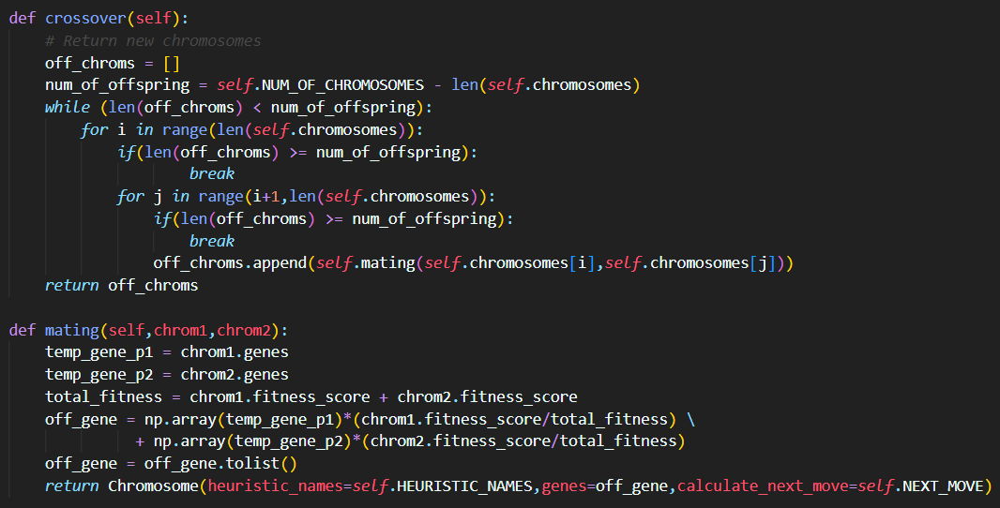 def crossover(self):
    # Return new chromosomes
    off_chroms = []
    num_of_offspring = self.NUM_OF_CHROMOSOMES - len(self.chromosomes)
    while (len(off_chroms) < num_of_offspring):
        for i in range(len(self.chromosomes)):
            if(len(off_chroms) >= num_of_offspring):
                    break
            for j in range(i+1,len(self.chromosomes)):
                if(len(off_chroms) >= num_of_offspring):
                    break
                off_chroms.append(self.mating(self.chromosomes[i],self.chromosomes[j]))
    return off_chroms

def mating(self,chrom1,chrom2):
    temp_gene_p1 = chrom1.genes
    temp_gene_p2 = chrom2.genes
    total_fitness = chrom1.fitness_score + chrom2.fitness_score
    off_gene = np.array(temp_gene_p1)*(chrom1.fitness_score/total_fitness) \
              + np.array(temp_gene_p2)*(chrom2.fitness_score/total_fitness)
    off_gene = off_gene.tolist()
    return Chromosome(heuristic_names=self.HEURISTIC_NAMES,genes=off_gene,calculate_next_move=self.NEXT_MOVE)